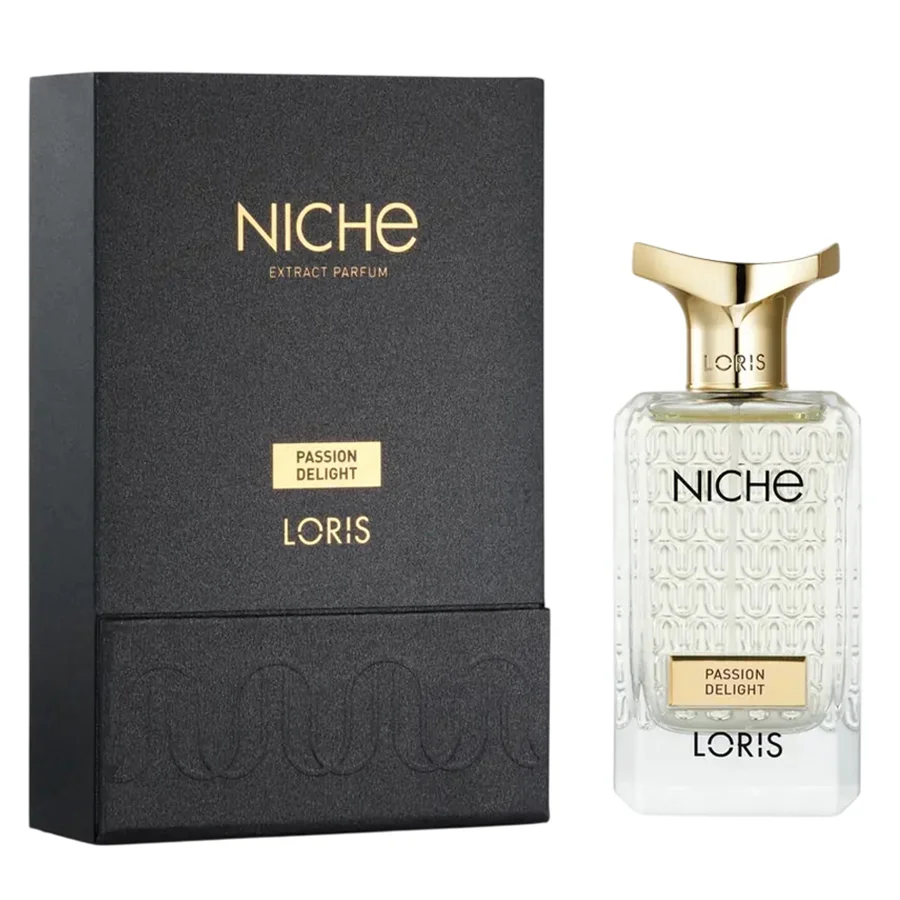 NICHe
EXTRACT PARFUM
PASSION
DELIGHT
LORIS
LORIS
NICHe
PASSION
DELIGHT
LORIS